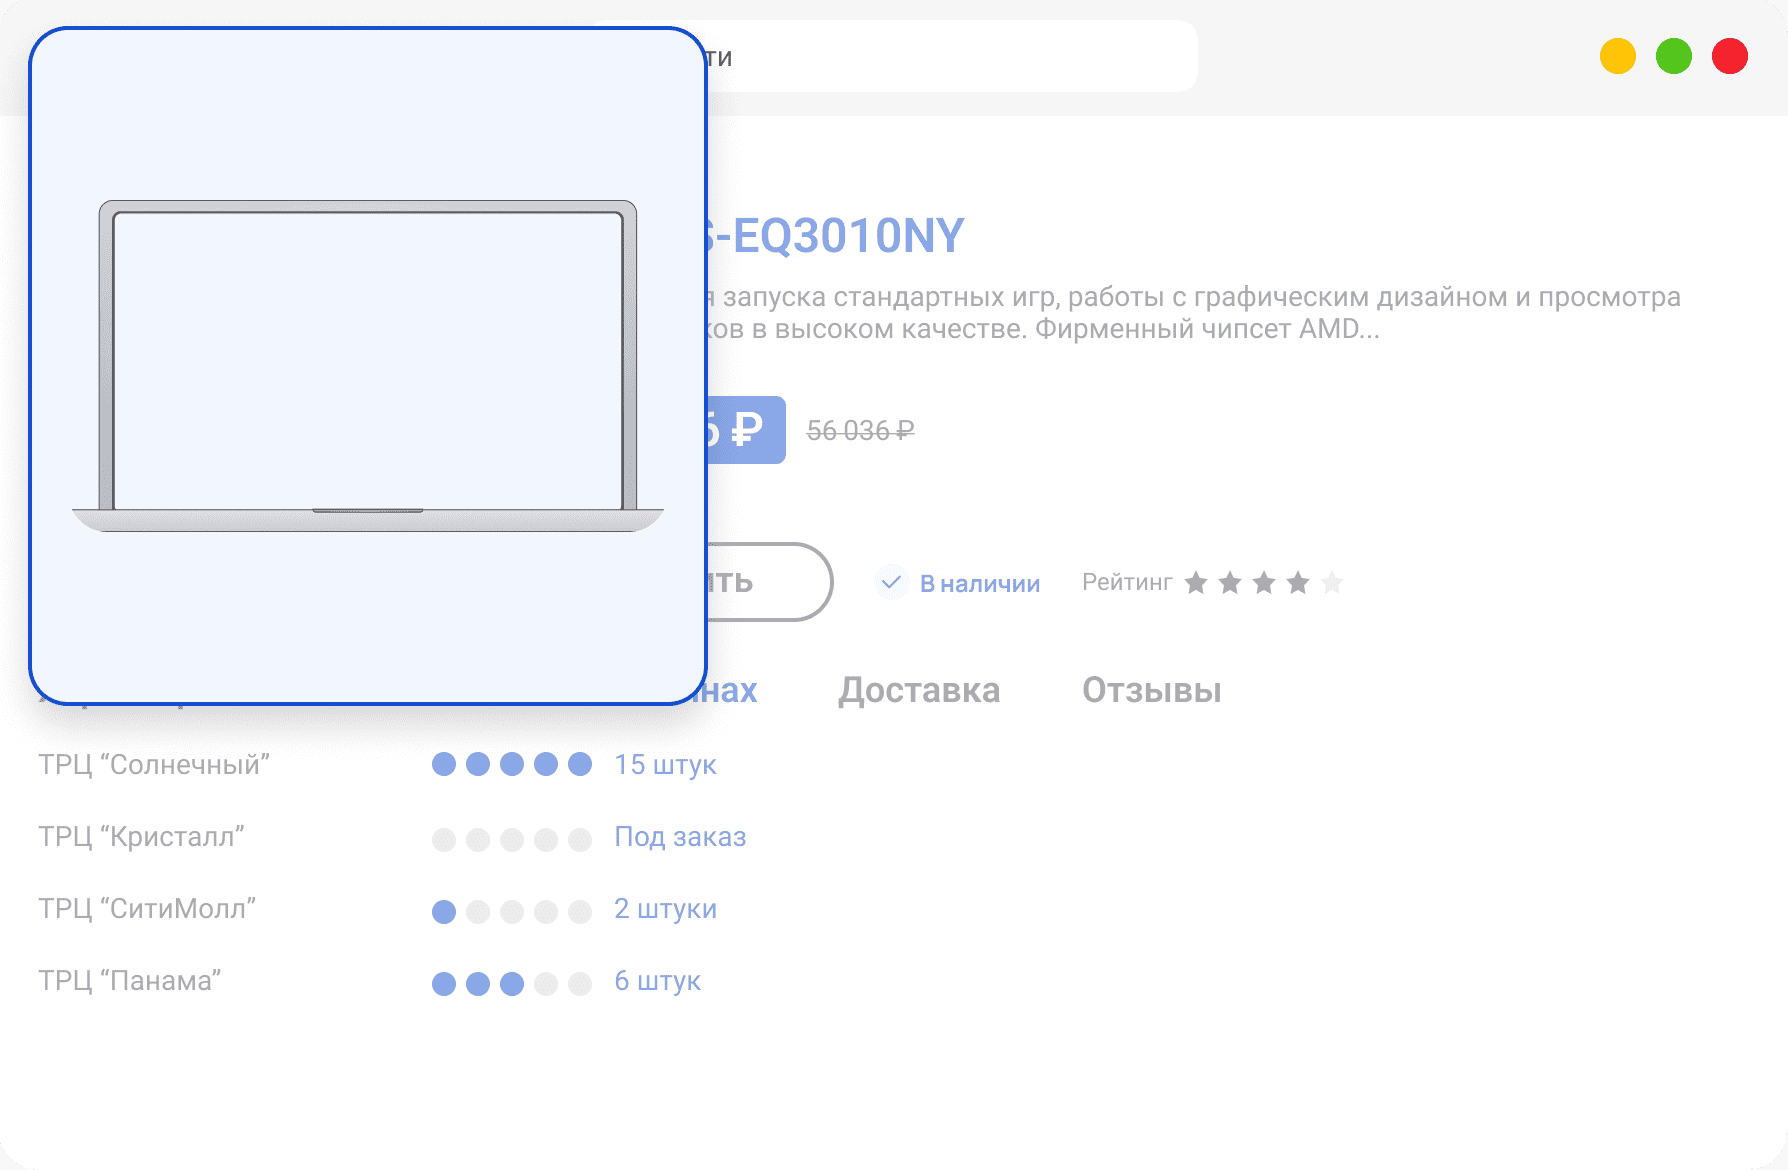 ти
S-EQ3010NY
я запуска стандартных игр, работы с графическим дизайном и просмотра
ков в высоком качестве. Фирменный чипсет AMD...
6 ₽ 56 036 ₽
ить В наличии Рейтинг
нах Доставка Отзывы
ТРЦ “Солнечный” 15 штук
ТРЦ “Кристалл” Под заказ
ТРЦ “СитиМолл” 2 штуки
ТРЦ “Панама” 6 штук